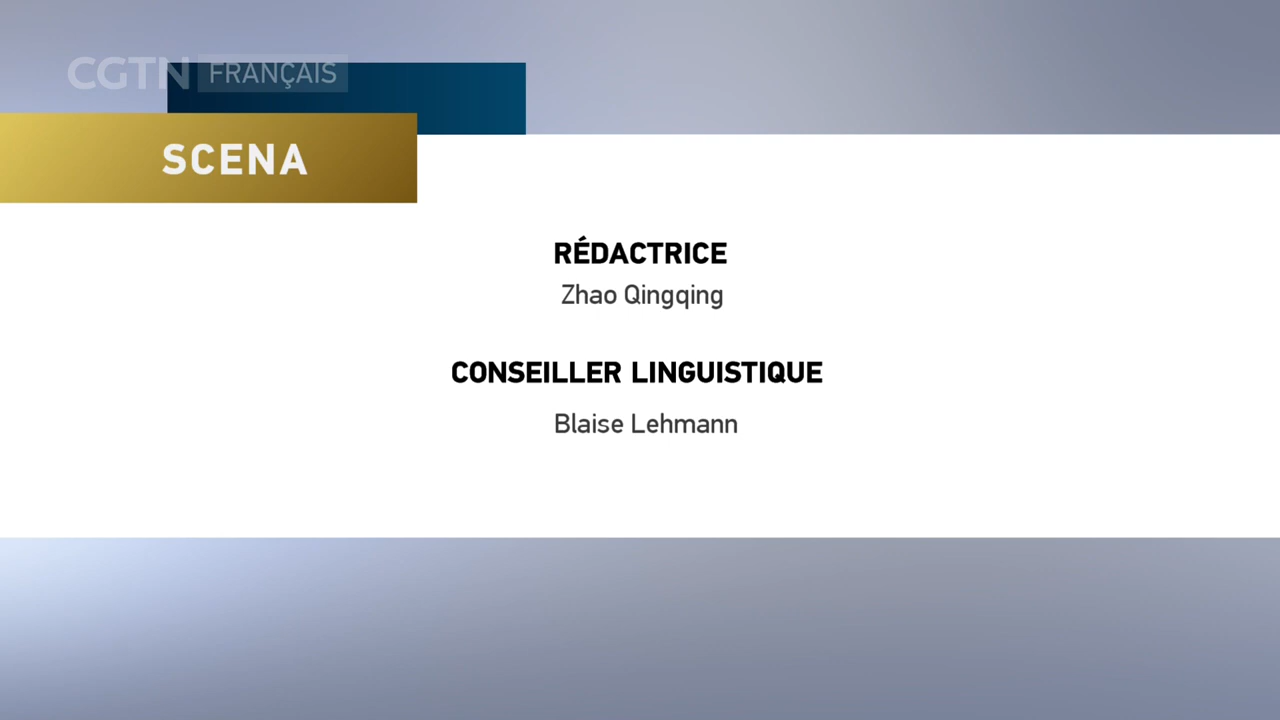 CGTN FRANÇAIS
SCENA
RÉDACTRICE
Zhao Qingqing
CONSEILLER LINGUISTIQUE
Blaise Lehmann